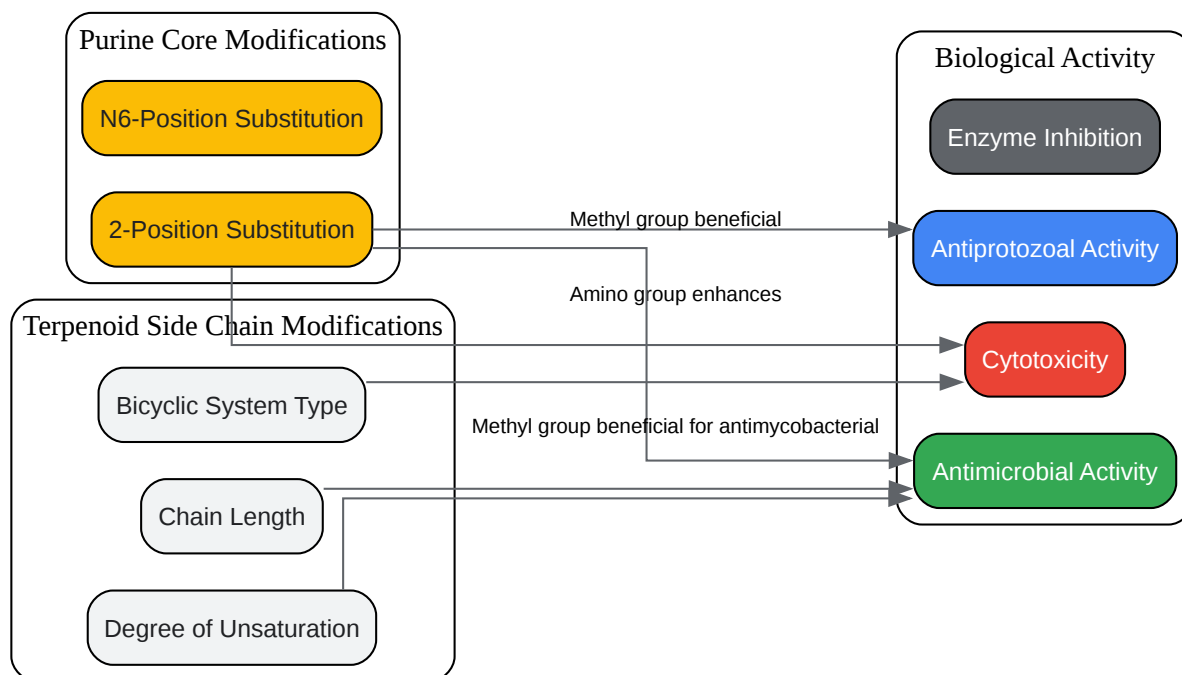 Purine Core Modifications
N6-Position Substitution
2-Position Substitution
Terpenoid Side Chain Modifications
Bicyclic System Type
Chain Length
Degree of Unsaturation
Methyl group beneficial
Amino group enhances
Methyl group beneficial for antimycobacterial
Biological Activity
Enzyme Inhibition
Antiprotozoal Activity
Cytotoxicity
Antimicrobial Activity